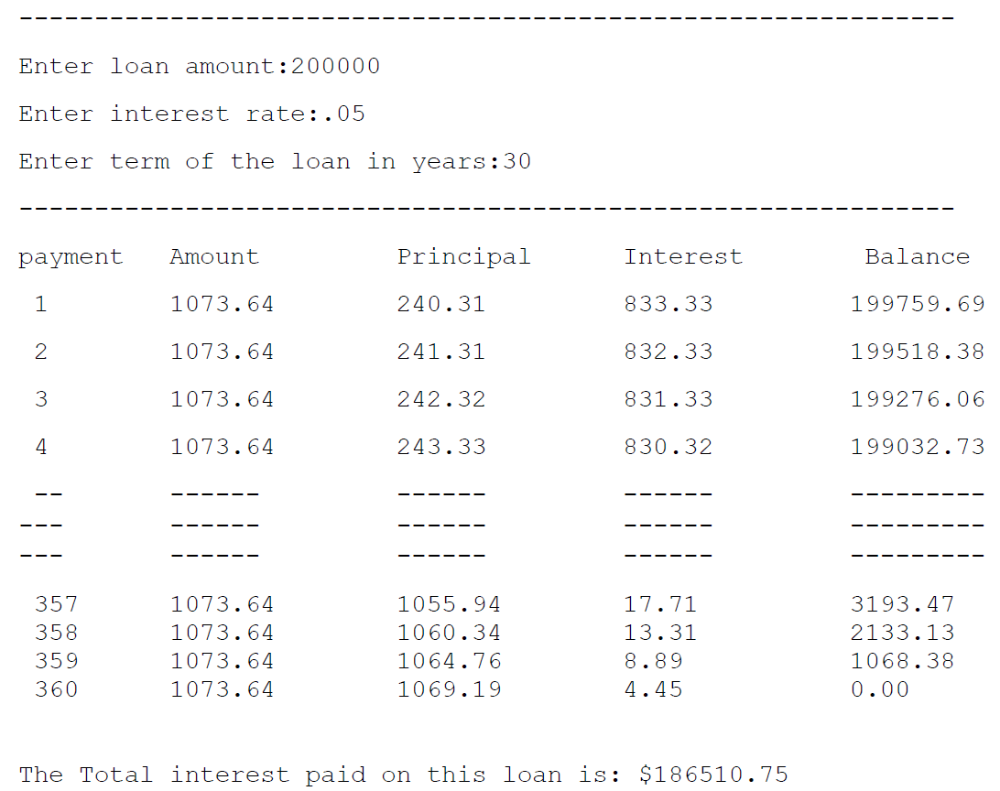 ---------------------------------------------------------------
Enter loan amount:200000
Enter interest rate:.05
Enter term of the loan in years:30
---------------------------------------------------------------
payment Amount Principal Interest Balance
1 1073.64 240.31 833.33 199759.69
2 1073.64 241.31 832.33 199518.38
3 1073.64 242.32 831.33 199276.06
4 1073.64 243.33 830.32 199032.73
-- ------ ------ ------ ---------
--- ------ ------ ------ ---------
--- ------ ------ ------ ---------
357 1073.64 1055.94 17.71 3193.47
358 1073.64 1060.34 13.31 2133.13
359 1073.64 1064.76 8.89 1068.38
360 1073.64 1069.19 4.45 0.00
The Total interest paid on this loan is: $186510.75